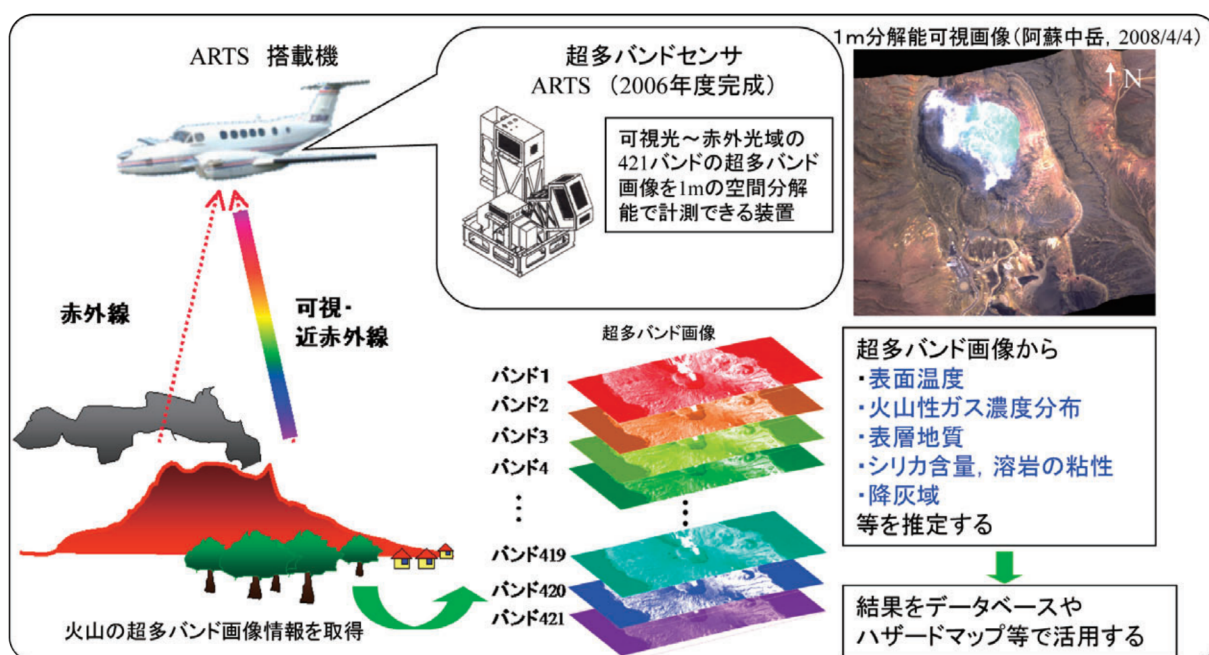 ARTS 搭載機
超多バンドセンサ
ARTS （2006年度完成）
可視光～赤外光域の
421バンドの超多バンド
画像を1mの空間分解
能で計測できる装置
1m分解能可視画像（阿蘇中岳, 2008/4/4）
N
赤外線
可視・
近赤外線
火山の超多バンド画像情報を取得
超多バンド画像
バンド1
バンド2
バンド3
バンド4
バンド419
バンド420
バンド421
超多バンド画像から
・表面温度
・火山性ガス濃度分布
・表層地質
・シリカ含量, 溶岩の粘性
・降灰域
等を推定する
結果をデータベースや
ハザードマップ等で活用する